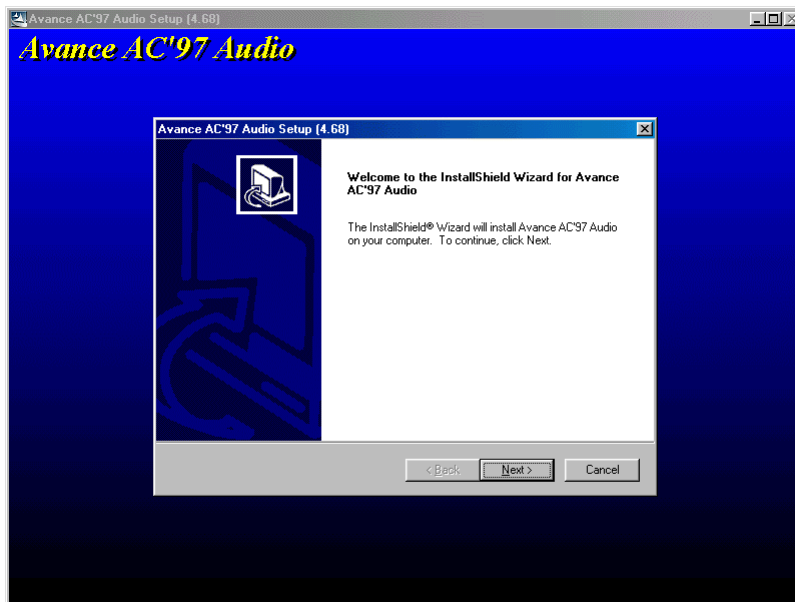 Avance AC'97 Audio Setup (4.68)
Avance AC'97 Audio
Avance AC'97 Audio Setup (4.68)
Welcome to the InstallShield Wizard for Avance
AC'97 Audio
The InstallShield® Wizard will install Avance AC'97 Audio
on your computer. To continue, click Next.
< Back Next > Cancel